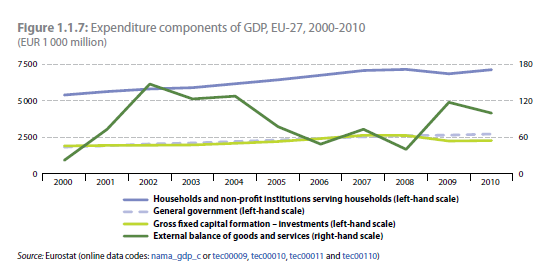 Figure 1.1.7: Expenditure components of GDP, EU-27, 2000-2010
(EUR 1 000 million)
7500 180
5000 120
2500 60
0 0
2000 2001 2002 2003 2004 2005 2006 2007 2008 2009 2010
Households and non-profit institutions serving households (left-hand scale)
General government (left-hand scale)
Gross fixed capital formation – investments (left-hand scale)
External balance of goods and services (right-hand scale)
Source: Eurostat (online data codes: nama_gdp_c or tec00009, tec00010, tec00011 and tec00110)